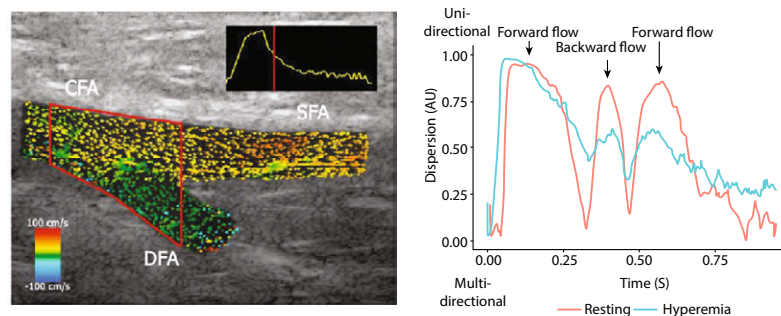 CFA
SFA
DFA
100 cm/s
-100 cm/s
Uni-
directional
Forward flow
Backward flow
Forward flow
Dispersion (AU)
1.00
0.75
0.50
0.25
0.00
0.00
0.25
0.50
0.75
Time (S)
Multi-
directional
Resting
Hyperemia